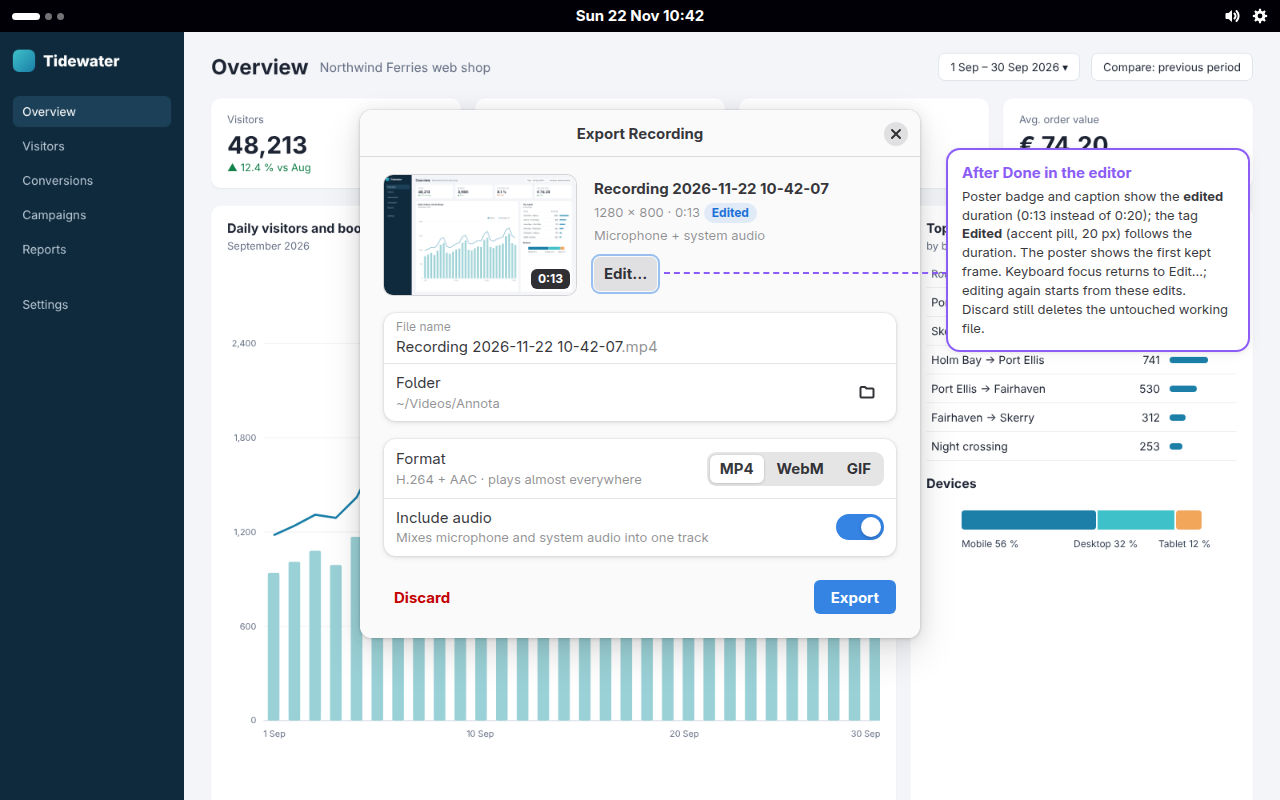 Sun 22 Nov 10:42
Tidewater
Overview
Visitors
Conversions
Campaigns
Reports
Settings
Overview Northwind Ferries web shop
1 Sep – 30 Sep 2026 ▾
Compare: previous period
Visitors
48,213
▲ 12.4 % vs Aug
Avg. order value
€ 74.20
Daily visitors and boo
September 2026
2,400
1,800
1,200
600
0
1 Sep
10 Sep
20 Sep
30 Sep
Export Recording
0:13
Recording 2026-11-22 10-42-07
1280 × 800 · 0:13 Edited
Microphone + system audio
Edit…
File name
Recording 2026-11-22 10-42-07.mp4
Folder
~/Videos/Annota
Format
H.264 + AAC · plays almost everywhere
MP4 WebM GIF
Include audio
Mixes microphone and system audio into one track
Discard
Export
After Done in the editor
Poster badge and caption show the edited
duration (0:13 instead of 0:20); the tag
Edited (accent pill, 20 px) follows the
duration. The poster shows the first kept
frame. Keyboard focus returns to Edit…;
editing again starts from these edits.
Discard still deletes the untouched working
file.
Holm Bay → Port Ellis 741
Port Ellis → Fairhaven 530
Fairhaven → Skerry 312
Night crossing 253
Devices
Mobile 56 %
Desktop 32 %
Tablet 12 %